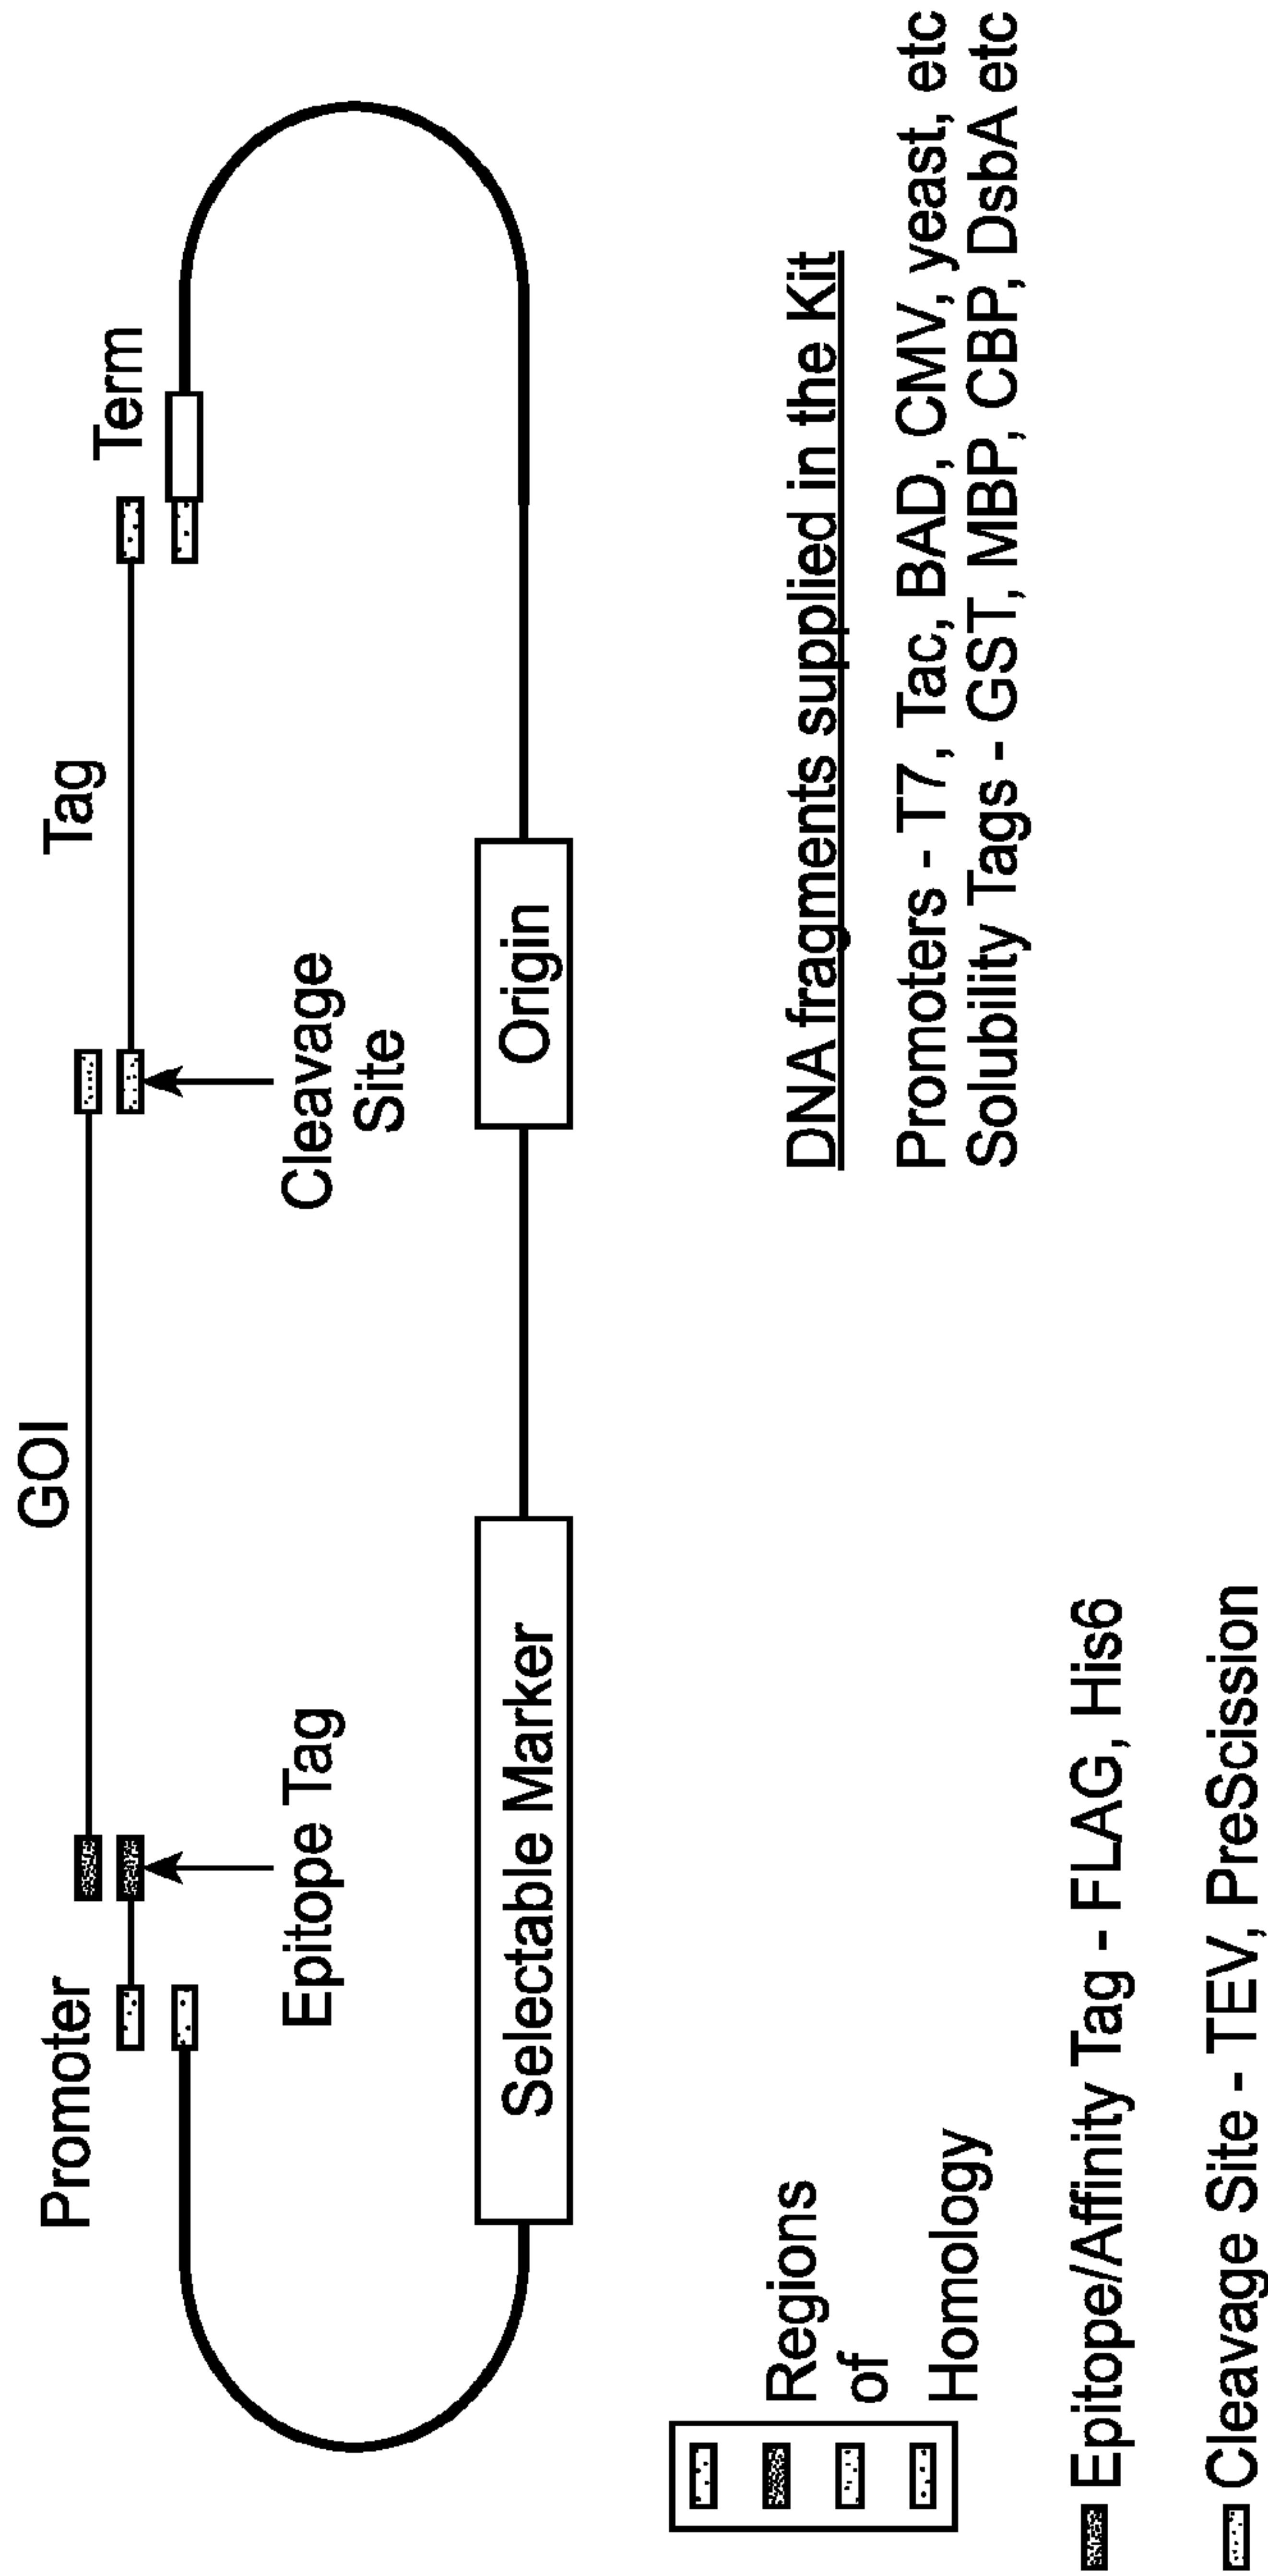 GOI
Promoter
Tag
Term
Epitope Tag
Cleavage
Site
Selectable Marker
Origin
Regions
of
Homology
DNA fragments supplied in the Kit
Promoters - T7, Tac, BAD, CMV, yeast, etc
Solubility Tags - GST, MBP, CBP, DsbA etc
Epitope/Affinity Tag - FLAG, His6
Cleavage Site - TEV, PreScission